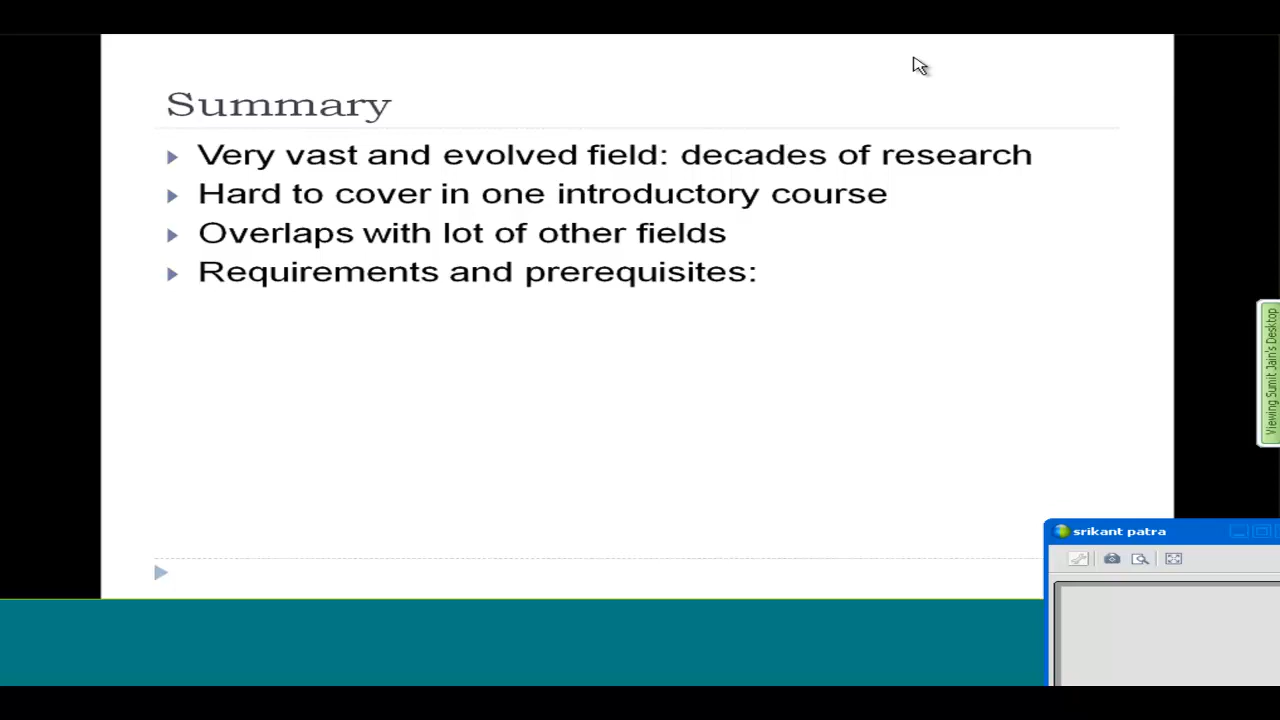 Summary
Very vast and evolved field: decades of research
Hard to cover in one introductory course
Overlaps with lot of other fields
Requirements and prerequisites:
Viewing Sumit Jain's Desktop
srikant patra